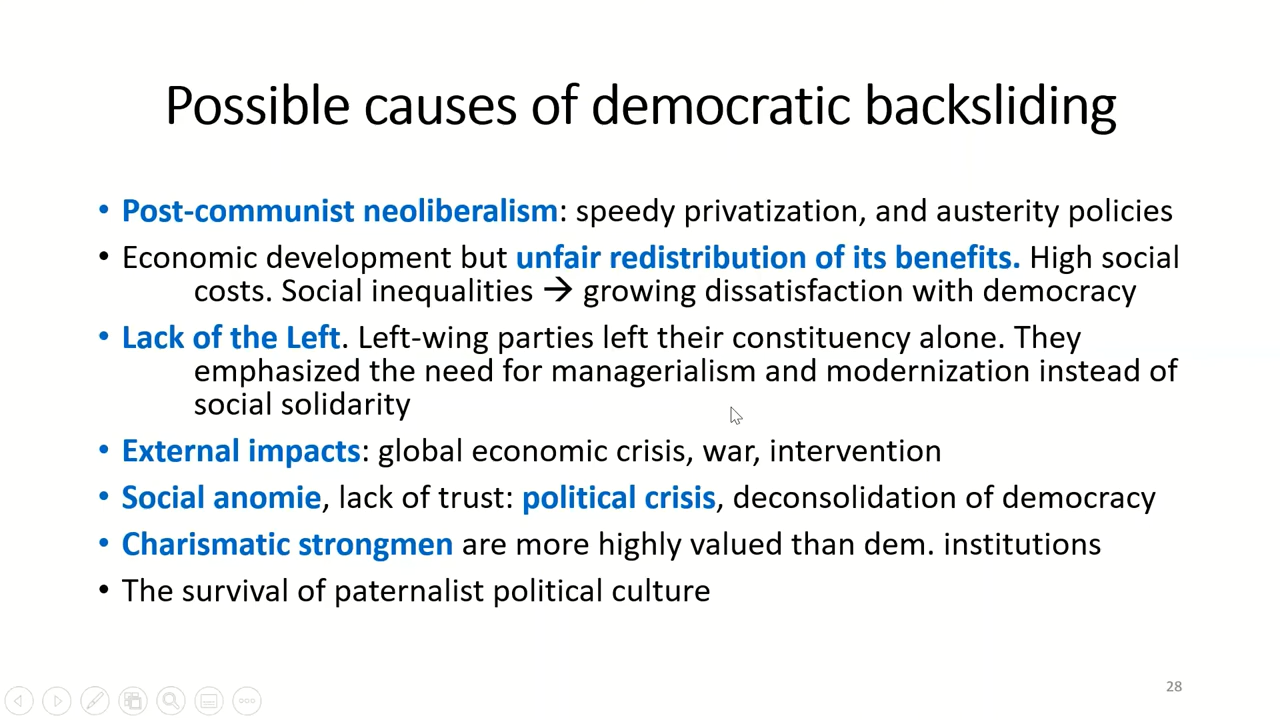 Possible causes of democratic backsliding
• Post-communist neoliberalism: speedy privatization, and austerity policies
• Economic development but unfair redistribution of its benefits. High social
costs. Social inequalities → growing dissatisfaction with democracy
• Lack of the Left. Left-wing parties left their constituency alone. They
emphasized the need for managerialism and modernization instead of
social solidarity
• External impacts: global economic crisis, war, intervention
• Social anomie, lack of trust: political crisis, deconsolidation of democracy
• Charismatic strongmen are more highly valued than dem. institutions
• The survival of paternalist political culture
28